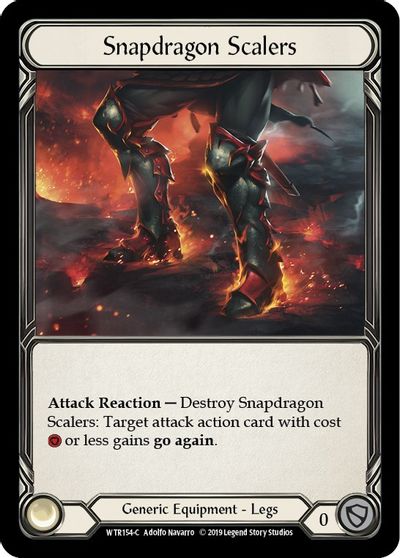 Snapdragon Scalers
Attack Reaction — Destroy Snapdragon
Scalers: Target attack action card with cost
or less gains go again.
Generic Equipment - Legs
0
WTR154-C Adolfo Navarro © 2019 Legend Story Studios